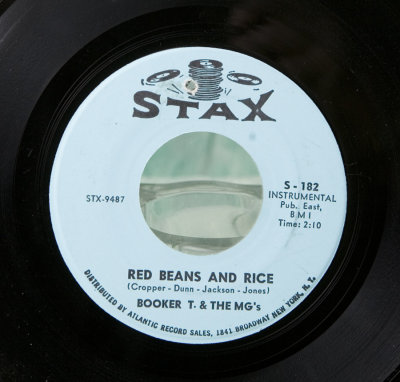 STAX
STX-9487
S-182
INSTRUMENTAL
Pub. East,
BMI
Time: 2:10
RED BEANS AND RICE
(Cropper - Dunn - Jackson - Jones)
BOOKER T. & THE MG's
DISTRIBUTED BY ATLANTIC RECORD SALES, 1841 BROADWAY NEW YORK, N. Y.